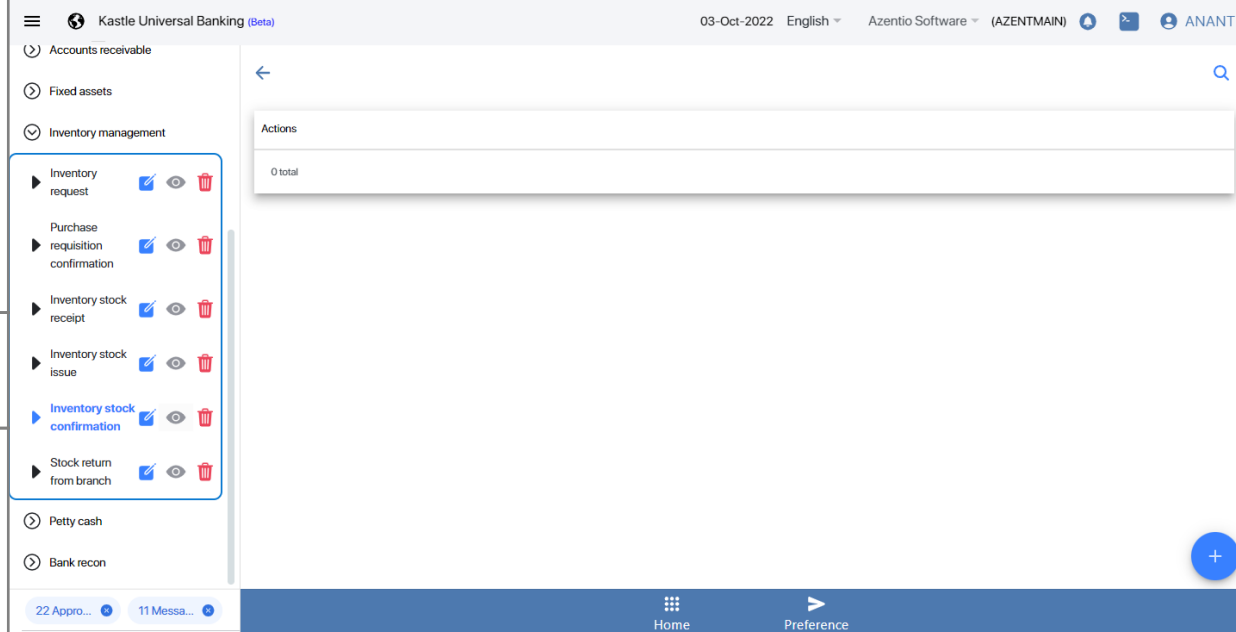 Kastle Universal Banking (Beta)
03-Oct-2022 English Azentio Software (AZENTMAIN) ANANT
Accounts receivable
Fixed assets
Inventory management
Actions
0 total
Inventory
request
Purchase
requisition
confirmation
Inventory stock
receipt
Inventory stock
issue
Inventory stock
confirmation
Stock return
from branch
Petty cash
Bank recon
22 Appro... 11 Messa...
Home
Preference